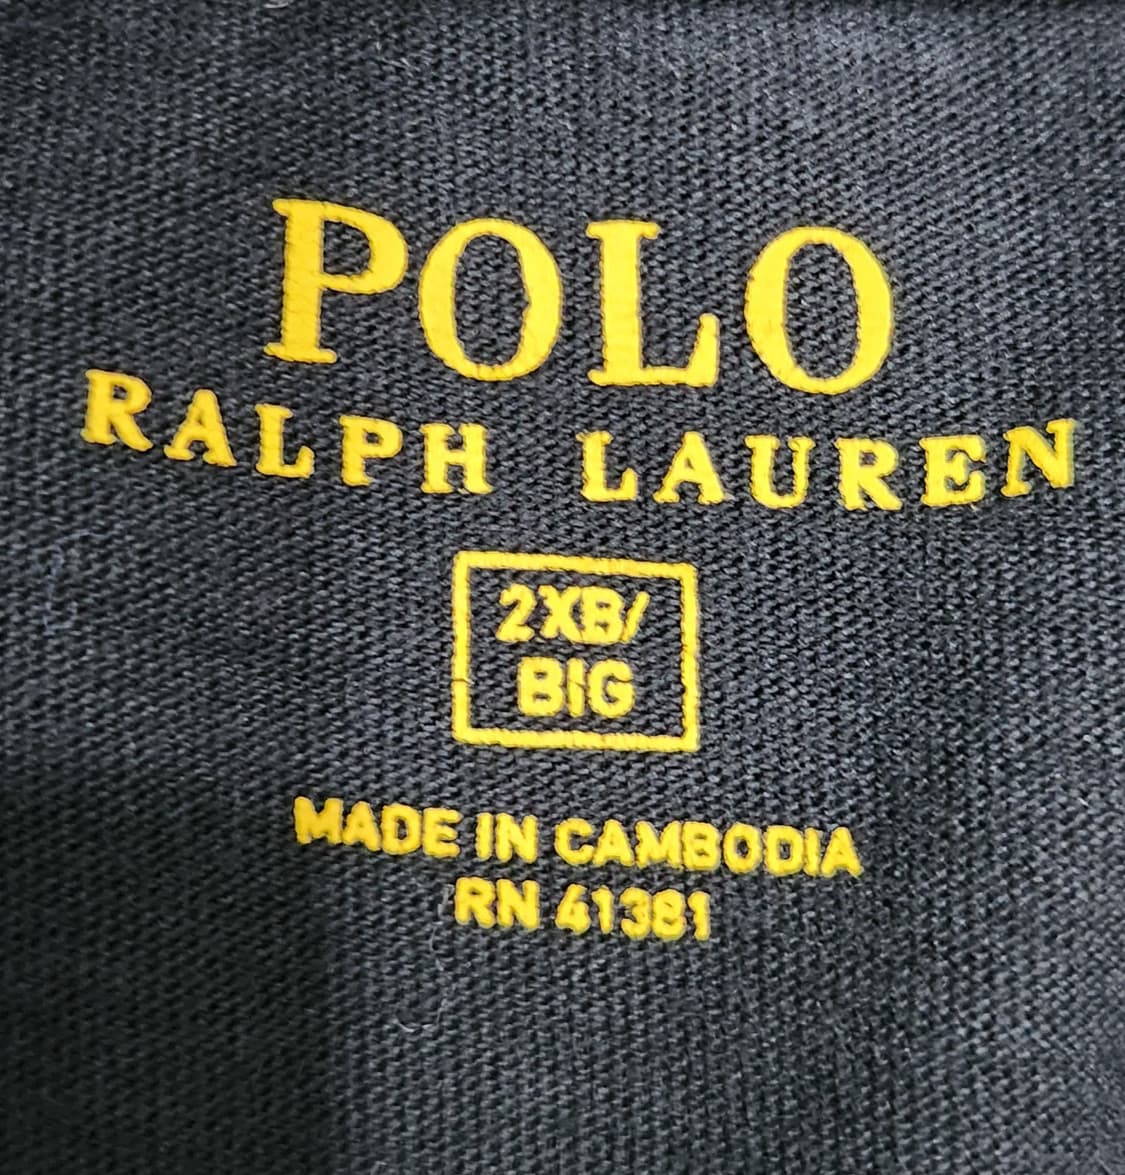 POLO
RALPH LAUREN
2XB/
BIG
MADE IN CAMBODIA
RN 41381